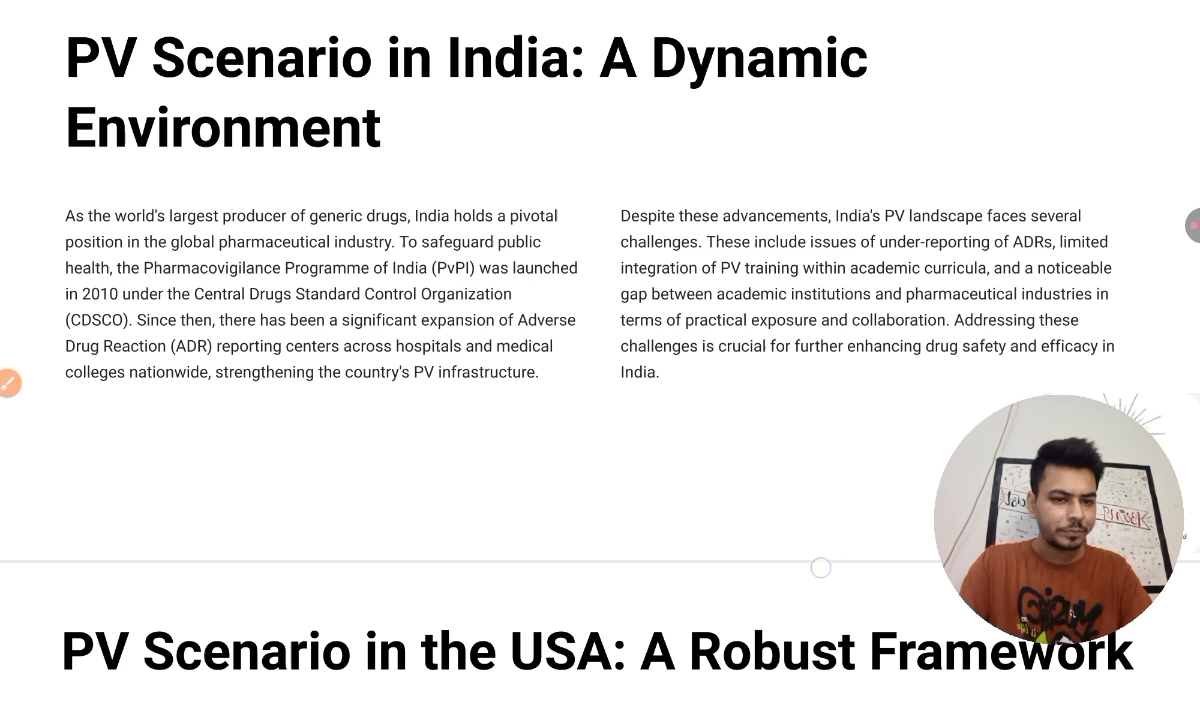 PV Scenario in India: A Dynamic
Environment
As the world's largest producer of generic drugs, India holds a pivotal
position in the global pharmaceutical industry. To safeguard public
health, the Pharmacovigilance Programme of India (PvPI) was launched
in 2010 under the Central Drugs Standard Control Organization
(CDSCO). Since then, there has been a significant expansion of Adverse
Drug Reaction (ADR) reporting centers across hospitals and medical
colleges nationwide, strengthening the country's PV infrastructure.
Despite these advancements, India's PV landscape faces several
challenges. These include issues of under-reporting of ADRs, limited
integration of PV training within academic curricula, and a noticeable
gap between academic institutions and pharmaceutical industries in
terms of practical exposure and collaboration. Addressing these
challenges is crucial for further enhancing drug safety and efficacy in
India.
PV Scenario in the USA: A Robust Framework